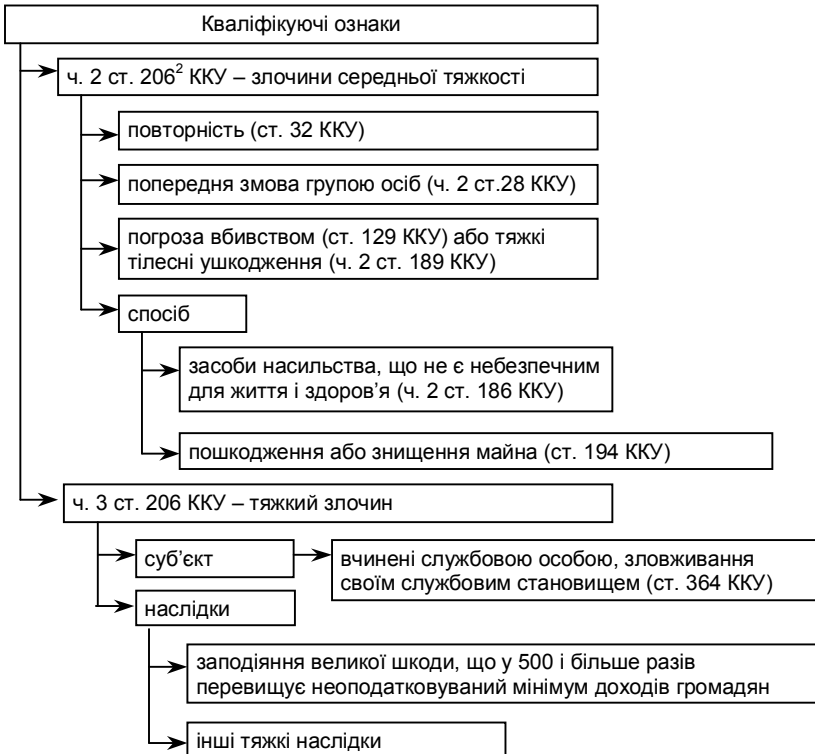 Кваліфікуючі ознаки
ч. 2 ст. 206² ККУ – злочини середньої тяжкості
повторність (ст. 32 ККУ)
попередня змова групою осіб (ч. 2 ст.28 ККУ)
погроза вбивством (ст. 129 ККУ) або тяжкі
тілесні ушкодження (ч. 2 ст. 189 ККУ)
спосіб
засоби насильства, що не є небезпечним
для життя і здоров’я (ч. 2 ст. 186 ККУ)
пошкодження або знищення майна (ст. 194 ККУ)
ч. 3 ст. 206 ККУ – тяжкий злочин
суб’єкт
вчинені службовою особою, зловживання
своїм службовим становищем (ст. 364 ККУ)
наслідки
заподіяння великої шкоди, що у 500 і більше разів
перевищує неоподатковуваний мінімум доходів громадян
інші тяжкі наслідки